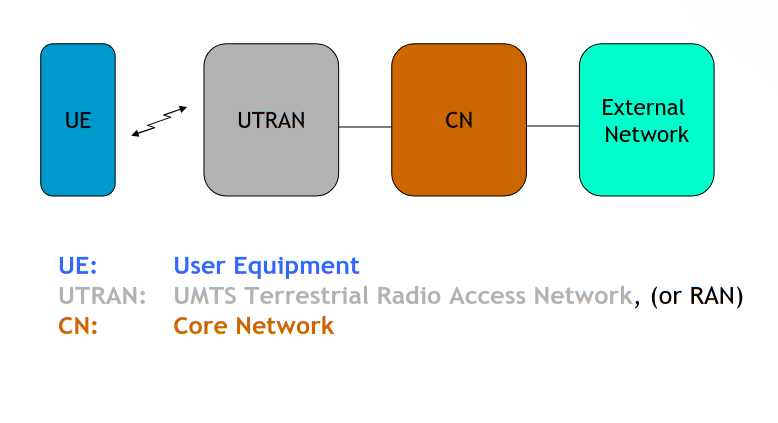 UE
UTRAN
CN
External
Network
UE: User Equipment
UTRAN: UMTS Terrestrial Radio Access Network, (or RAN)
CN: Core Network